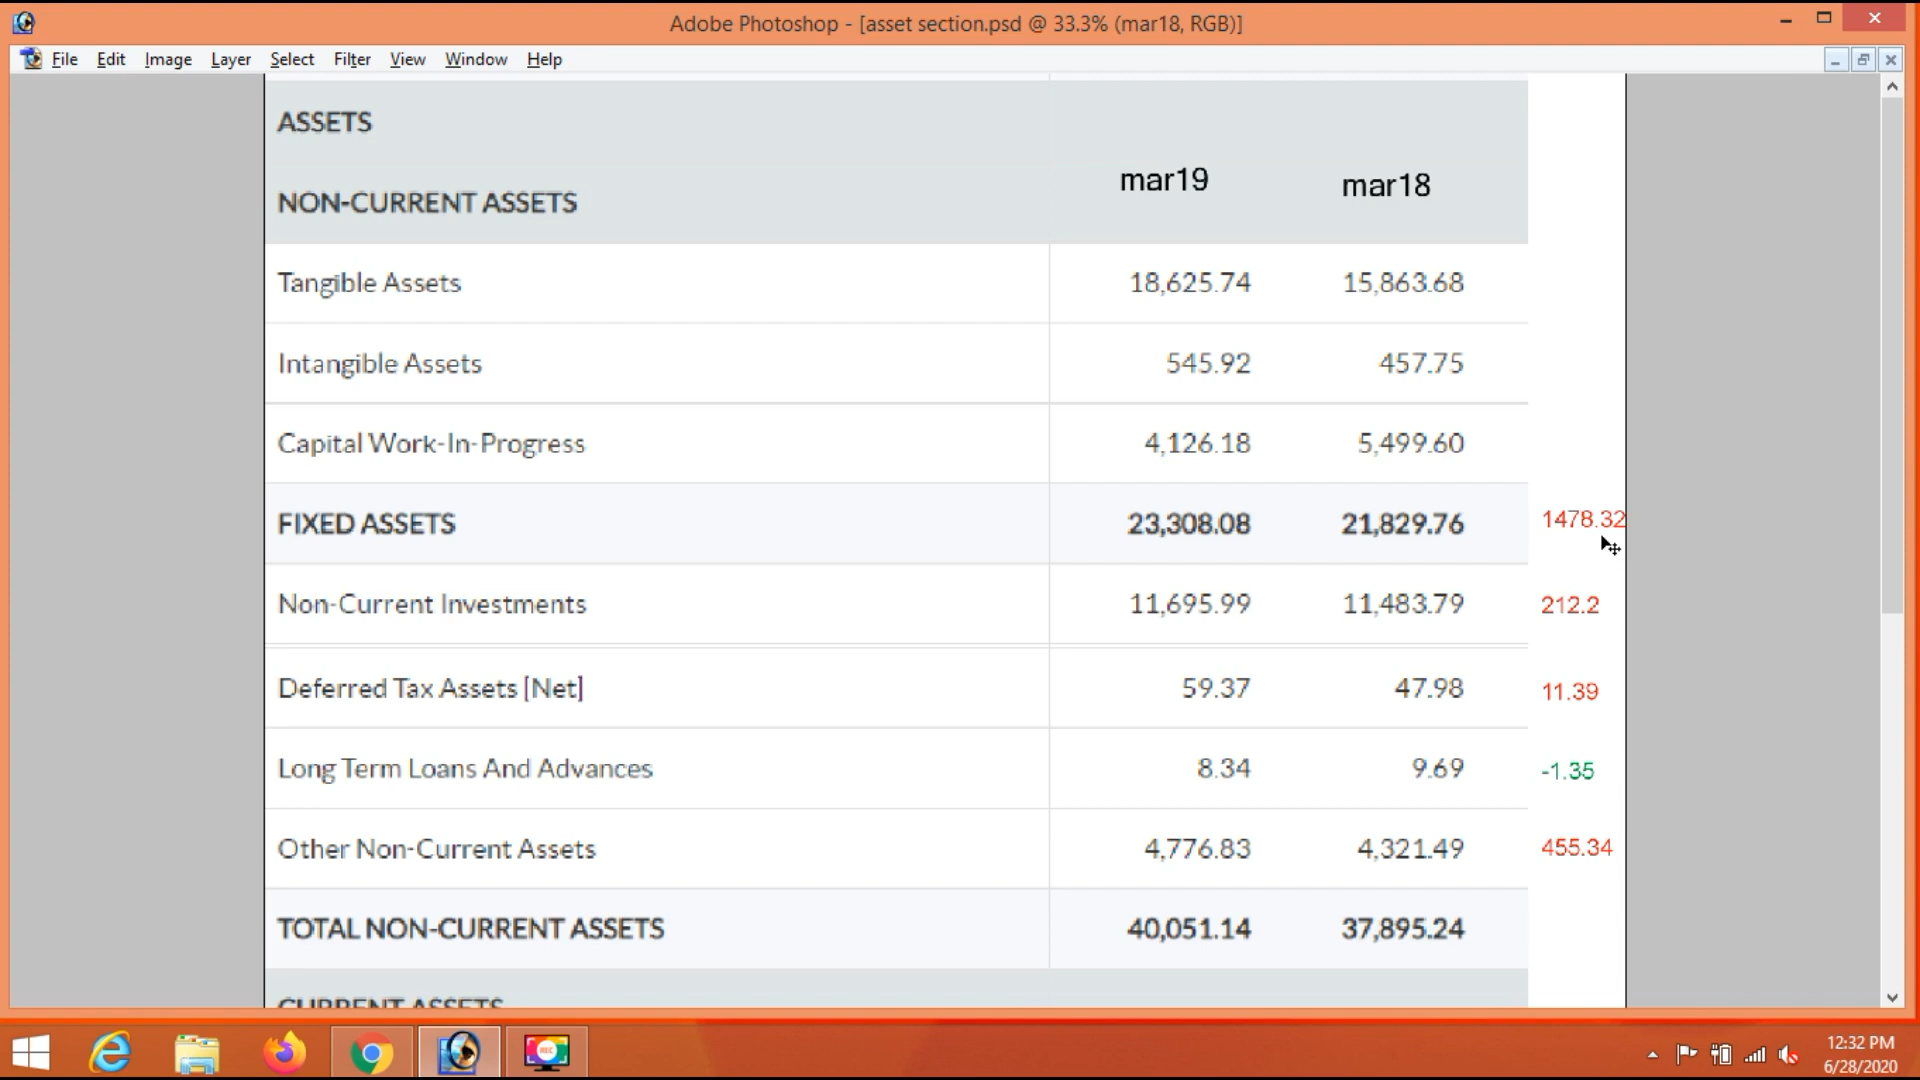 Adobe Photoshop - [asset section.psd @ 33.3% (mar18, RGB)]
File Edit Image Layer Select Filter View Window Help
ASSETS
NON-CURRENT ASSETS mar19 mar18
Tangible Assets 18,625.74 15,863.68
Intangible Assets 545.92 457.75
Capital Work-In-Progress 4,126.18 5,499.60
FIXED ASSETS 23,308.08 21,829.76 1478.32
Non-Current Investments 11,695.99 11,483.79 212.2
Deferred Tax Assets [Net] 59.37 47.98 11.39
Long Term Loans And Advances 8.34 9.69 -1.35
Other Non-Current Assets 4,776.83 4,321.49 455.34
TOTAL NON-CURRENT ASSETS 40,051.14 37,895.24
CURRENT ASSETS
REC
12:32 PM
6/28/2020